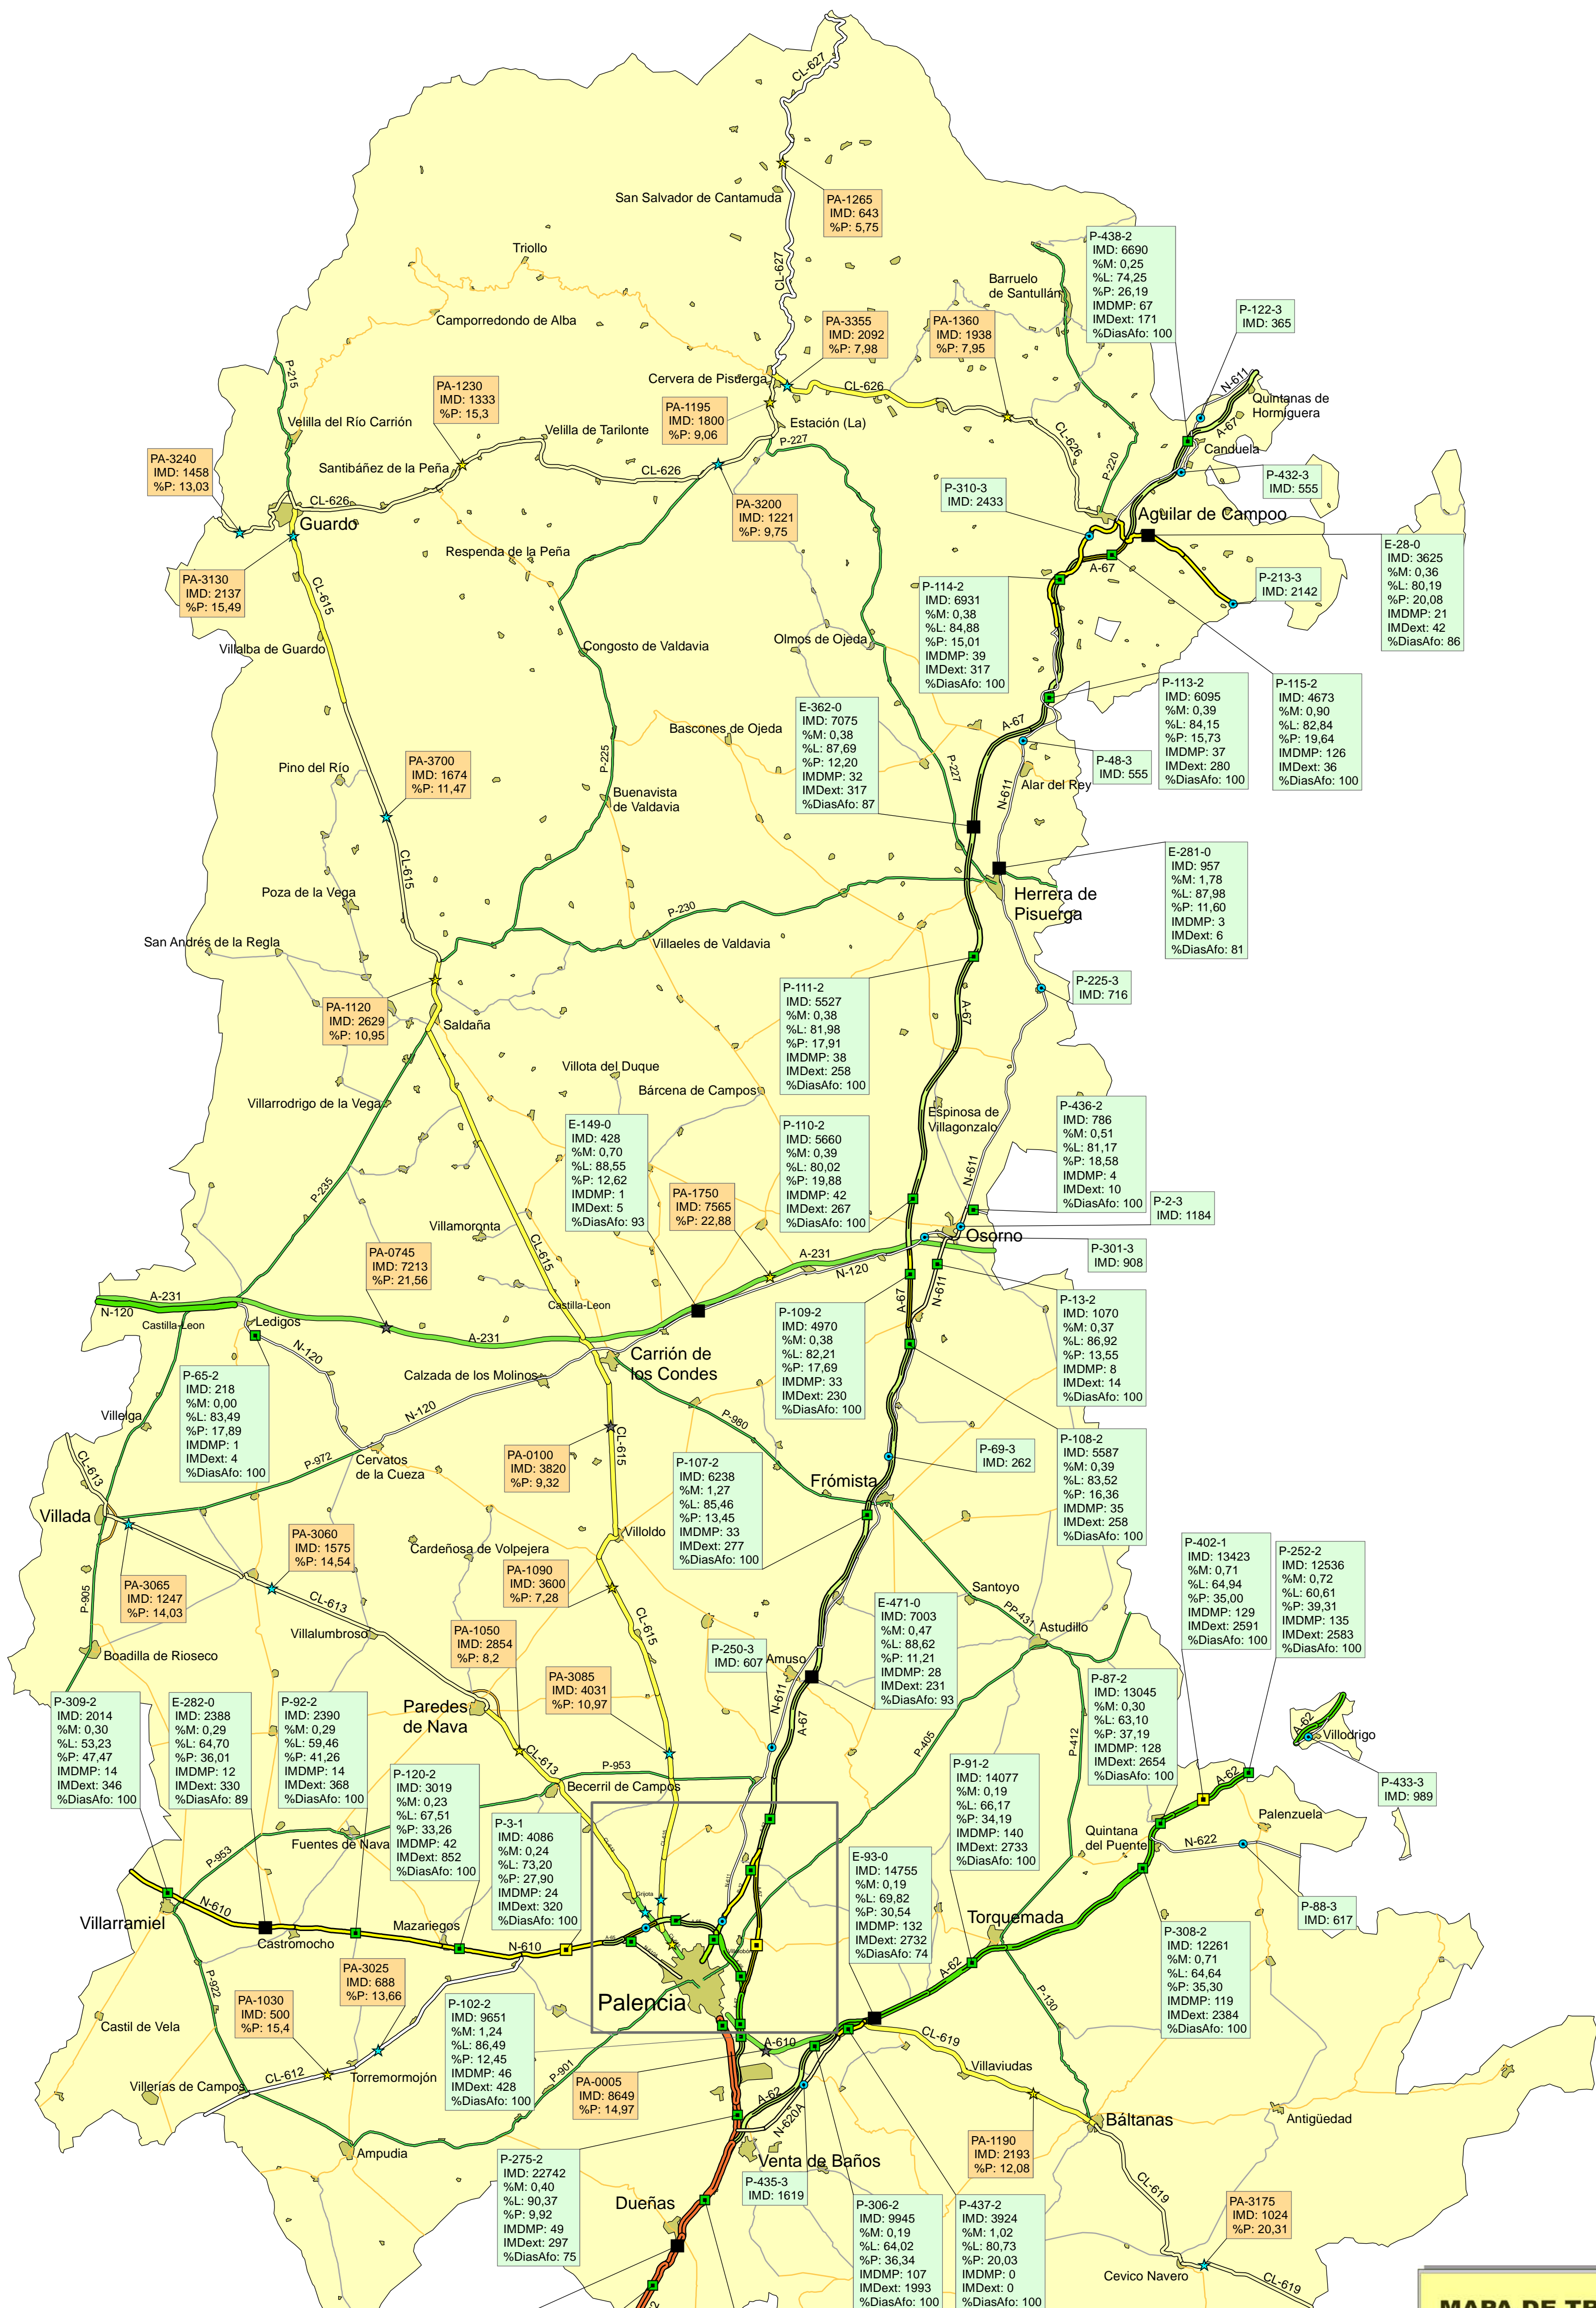 CL-627
San Salvador de Cantamuda
PA-1265
IMD: 643
%P: 5,75
CL-627
Triollo
Camporredondo de Alba
Barruelo
de Santullán
P-438-2
IMD: 6690
%M: 0,25
%L: 74,25
%P: 26,19
IMDMP: 67
IMDext: 171
%DiasAfo: 100
P-122-3
IMD: 365
PA-3355
IMD: 2092
%P: 7,98
PA-1360
IMD: 1938
%P: 7,95
P-215
Cervera de Pisuerga
CL-626
N-611
Quintanas de
Hormiguera
A-67
PA-1230
IMD: 1333
%P: 15,3
PA-1195
IMD: 1800
%P: 9,06
Velilla del Río Carrión
Velilla de Tarilonte
Estación (La)
P-227
CL-626
Canduela
PA-3240
IMD: 1458
%P: 13,03
Santibáñez de la Peña
CL-626
P-220
P-432-3
IMD: 555
P-310-3
IMD: 2433
CL-626
Guardo
PA-3200
IMD: 1221
%P: 9,75
Aguilar de Campoo
Respenda de la Peña
E-28-0
IMD: 3625
%M: 0,36
%L: 80,19
%P: 20,08
IMDMP: 21
IMDext: 42
%DiasAfo: 86
A-67
PA-3130
IMD: 2137
%P: 15,49
CL-615
P-114-2
IMD: 6931
%M: 0,38
%L: 84,88
%P: 15,01
IMDMP: 39
IMDext: 317
%DiasAfo: 100
P-213-3
IMD: 2142
Villalba de Guardo
Congosto de Valdavia
Olmos de Ojeda
P-113-2
IMD: 6095
%M: 0,39
%L: 84,15
%P: 15,73
IMDMP: 37
IMDext: 280
%DiasAfo: 100
P-115-2
IMD: 4673
%M: 0,90
%L: 82,84
%P: 19,64
IMDMP: 126
IMDext: 36
%DiasAfo: 100
E-362-0
IMD: 7075
%M: 0,38
%L: 87,69
%P: 12,20
IMDMP: 32
IMDext: 317
%DiasAfo: 87
Bascones de Ojeda
A-67
P-225
P-227
PA-3700
IMD: 1674
%P: 11,47
Pino del Río
P-48-3
IMD: 555
Alar del Rey
N-611
Buenavista
de Valdavia
CL-615
E-281-0
IMD: 957
%M: 1,78
%L: 87,98
%P: 11,60
IMDMP: 3
IMDext: 6
%DiasAfo: 81
Poza de la Vega
Herrera de
Pisuerga
P-230
San Andrés de la Regla
Villaeles de Valdavia
P-111-2
IMD: 5527
%M: 0,38
%L: 81,98
%P: 17,91
IMDMP: 38
IMDext: 258
%DiasAfo: 100
P-225-3
IMD: 716
PA-1120
IMD: 2629
%P: 10,95
Saldaña
A-67
Villota del Duque
Bárcena de Campos
Villarrodrigo de la Vega
Espinosa de
Villagonzalo
P-436-2
IMD: 786
%M: 0,51
%L: 81,17
%P: 18,58
IMDMP: 4
IMDext: 10
%DiasAfo: 100
E-149-0
IMD: 428
%M: 0,70
%L: 88,55
%P: 12,62
IMDMP: 1
IMDext: 5
%DiasAfo: 93
P-110-2
IMD: 5660
%M: 0,39
%L: 80,02
%P: 19,88
IMDMP: 42
IMDext: 267
%DiasAfo: 100
N-611
P-235
PA-1750
IMD: 7565
%P: 22,88
P-2-3
IMD: 1184
Villamoronta
CL-615
Osorno
P-301-3
IMD: 908
PA-0745
IMD: 7213
%P: 21,56
A-231
N-120
A-231
N-120
Castilla-Leon
Castilla-Leon
Ledigos
A-231
N-120
A-67
N-611
P-109-2
IMD: 4970
%M: 0,38
%L: 82,21
%P: 17,69
IMDMP: 33
IMDext: 230
%DiasAfo: 100
P-13-2
IMD: 1070
%M: 0,37
%L: 86,92
%P: 13,55
IMDMP: 8
IMDext: 14
%DiasAfo: 100
Carrión de
los Condes
P-65-2
IMD: 218
%M: 0,00
%L: 83,49
%P: 17,89
IMDMP: 1
IMDext: 4
%DiasAfo: 100
Calzada de los Molinos
N-120
Villelga
P-980
CL-613
P-972
Cervatos
de la Cueza
PA-0100
IMD: 3820
%P: 9,32
CL-615
P-107-2
IMD: 6238
%M: 1,27
%L: 85,46
%P: 13,45
IMDMP: 33
IMDext: 277
%DiasAfo: 100
P-69-3
IMD: 262
P-108-2
IMD: 5587
%M: 0,39
%L: 83,52
%P: 16,36
IMDMP: 35
IMDext: 258
%DiasAfo: 100
Frómista
Villada
PA-3060
IMD: 1575
%P: 14,54
Villoldo
Cardeñosa de Volpejera
P-402-1
IMD: 13423
%M: 0,71
%L: 64,94
%P: 35,00
IMDMP: 129
IMDext: 2591
%DiasAfo: 100
P-252-2
IMD: 12536
%M: 0,72
%L: 60,61
%P: 39,31
IMDMP: 135
IMDext: 2583
%DiasAfo: 100
PA-3065
IMD: 1247
%P: 14,03
P-905
PA-1090
IMD: 3600
%P: 7,28
CL-613
Santoyo
PP-431
E-471-0
IMD: 7003
%M: 0,47
%L: 88,62
%P: 11,21
IMDMP: 28
IMDext: 231
%DiasAfo: 93
Villalumbroso
CL-615
Astudillo
PA-1050
IMD: 2854
%P: 8,2
Boadilla de Rioseco
P-250-3
IMD: 607
Amuso
PA-3085
IMD: 4031
%P: 10,97
P-87-2
IMD: 13045
%M: 0,30
%L: 63,10
%P: 37,19
IMDMP: 128
IMDext: 2654
%DiasAfo: 100
P-309-2
IMD: 2014
%M: 0,30
%L: 53,23
%P: 47,47
IMDMP: 14
IMDext: 346
%DiasAfo: 100
E-282-0
IMD: 2388
%M: 0,29
%L: 64,70
%P: 36,01
IMDMP: 12
IMDext: 330
%DiasAfo: 89
P-92-2
IMD: 2390
%M: 0,29
%L: 59,46
%P: 41,26
IMDMP: 14
IMDext: 368
%DiasAfo: 100
Paredes
de Nava
N-611
A-67
P-405
P-412
A-62
Villodrigo
CL-613
P-91-2
IMD: 14077
%M: 0,19
%L: 66,17
%P: 34,19
IMDMP: 140
IMDext: 2733
%DiasAfo: 100
P-120-2
IMD: 3019
%M: 0,23
%L: 67,51
%P: 33,26
IMDMP: 42
IMDext: 852
%DiasAfo: 100
P-953
Becerril de Campos
A-62
P-433-3
IMD: 989
Palenzuela
P-3-1
IMD: 4086
%M: 0,24
%L: 73,20
%P: 27,90
IMDMP: 24
IMDext: 320
%DiasAfo: 100
Quintana
del Puente
N-622
Fuentes de Nava
P-953
E-93-0
IMD: 14755
%M: 0,19
%L: 69,82
%P: 30,54
IMDMP: 132
IMDext: 2732
%DiasAfo: 74
Grijota
P-88-3
IMD: 617
N-610
Villarramiel
Mazariegos
Castromocho
N-610
Torquemada
P-308-2
IMD: 12261
%M: 0,71
%L: 64,64
%P: 35,30
IMDMP: 119
IMDext: 2384
%DiasAfo: 100
PA-3025
IMD: 688
%P: 13,66
A-62
P-922
PA-1030
IMD: 500
%P: 15,4
Palencia
P-130
P-102-2
IMD: 9651
%M: 1,24
%L: 86,49
%P: 12,45
IMDMP: 46
IMDext: 428
%DiasAfo: 100
Castil de Vela
A-610
CL-619
CL-612
Torremormojón
Villerías de Campos
P-901
PA-0005
IMD: 8649
%P: 14,97
Villaviudas
A-62
N-620A
Báltanas
Antigüedad
Ampudia
PA-1190
IMD: 2193
%P: 12,08
P-275-2
IMD: 22742
%M: 0,40
%L: 90,37
%P: 9,92
IMDMP: 49
IMDext: 297
%DiasAfo: 75
Venta de Baños
P-435-3
IMD: 1619
CL-619
Dueñas
P-306-2
IMD: 9945
%M: 0,19
%L: 64,02
%P: 36,34
IMDMP: 107
IMDext: 1993
%DiasAfo: 100
P-437-2
IMD: 3924
%M: 1,02
%L: 80,73
%P: 20,03
IMDMP: 0
IMDext: 0
%DiasAfo: 100
PA-3175
IMD: 1024
%P: 20,31
Cevico Navero
CL-619
MAPA DE TR